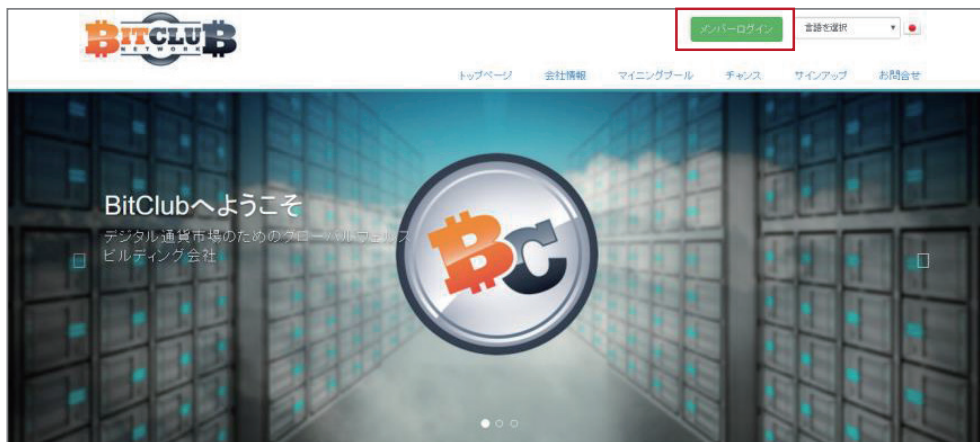 BITCLUB
NETWORK
メンバーログイン
言語を選択
トップページ 会社情報 マイニングプール チャンス サインアップ お問合せ
BitClubへようこそ
デジタル通貨市場のためのグローバルウェルス
ビルディング会社
BC